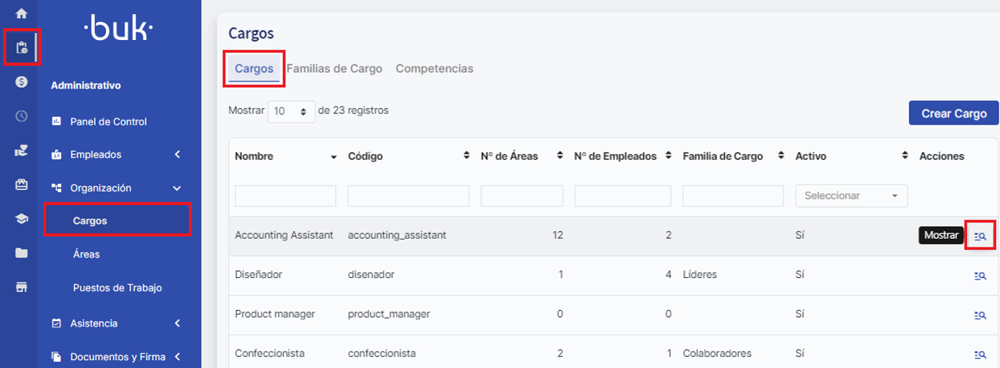 ·buk·
Administrativo
Panel de Control
Empleados
Organización
Cargos
Áreas
Puestos de Trabajo
Asistencia
Documentos y Firma
Cargos
Cargos Familias de Cargo Competencias
Mostrar 10 de 23 registros
Crear Cargo
Nombre Código Nº de Áreas Nº de Empleados Familia de Cargo Activo Acciones
Seleccionar
Accounting Assistant accounting_assistant 12 2 Sí Mostrar
Diseñador disenador 1 4 Líderes Sí
Product manager product_manager 0 0 Sí
Confeccionista confeccionista 2 1 Colaboradores Sí